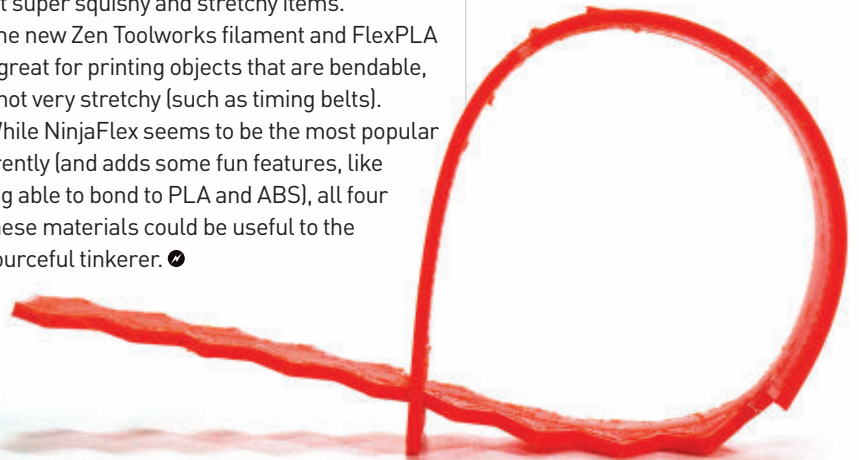 t super squishy and stretchy items.
he new Zen Toolworks filament and FlexPLA
great for printing objects that are bendable,
not very stretchy (such as timing belts).
While NinjaFlex seems to be the most popular
rently (and adds some fun features, like
g able to bond to PLA and ABS), all four
hese materials could be useful to the
ourceful tinkerer.